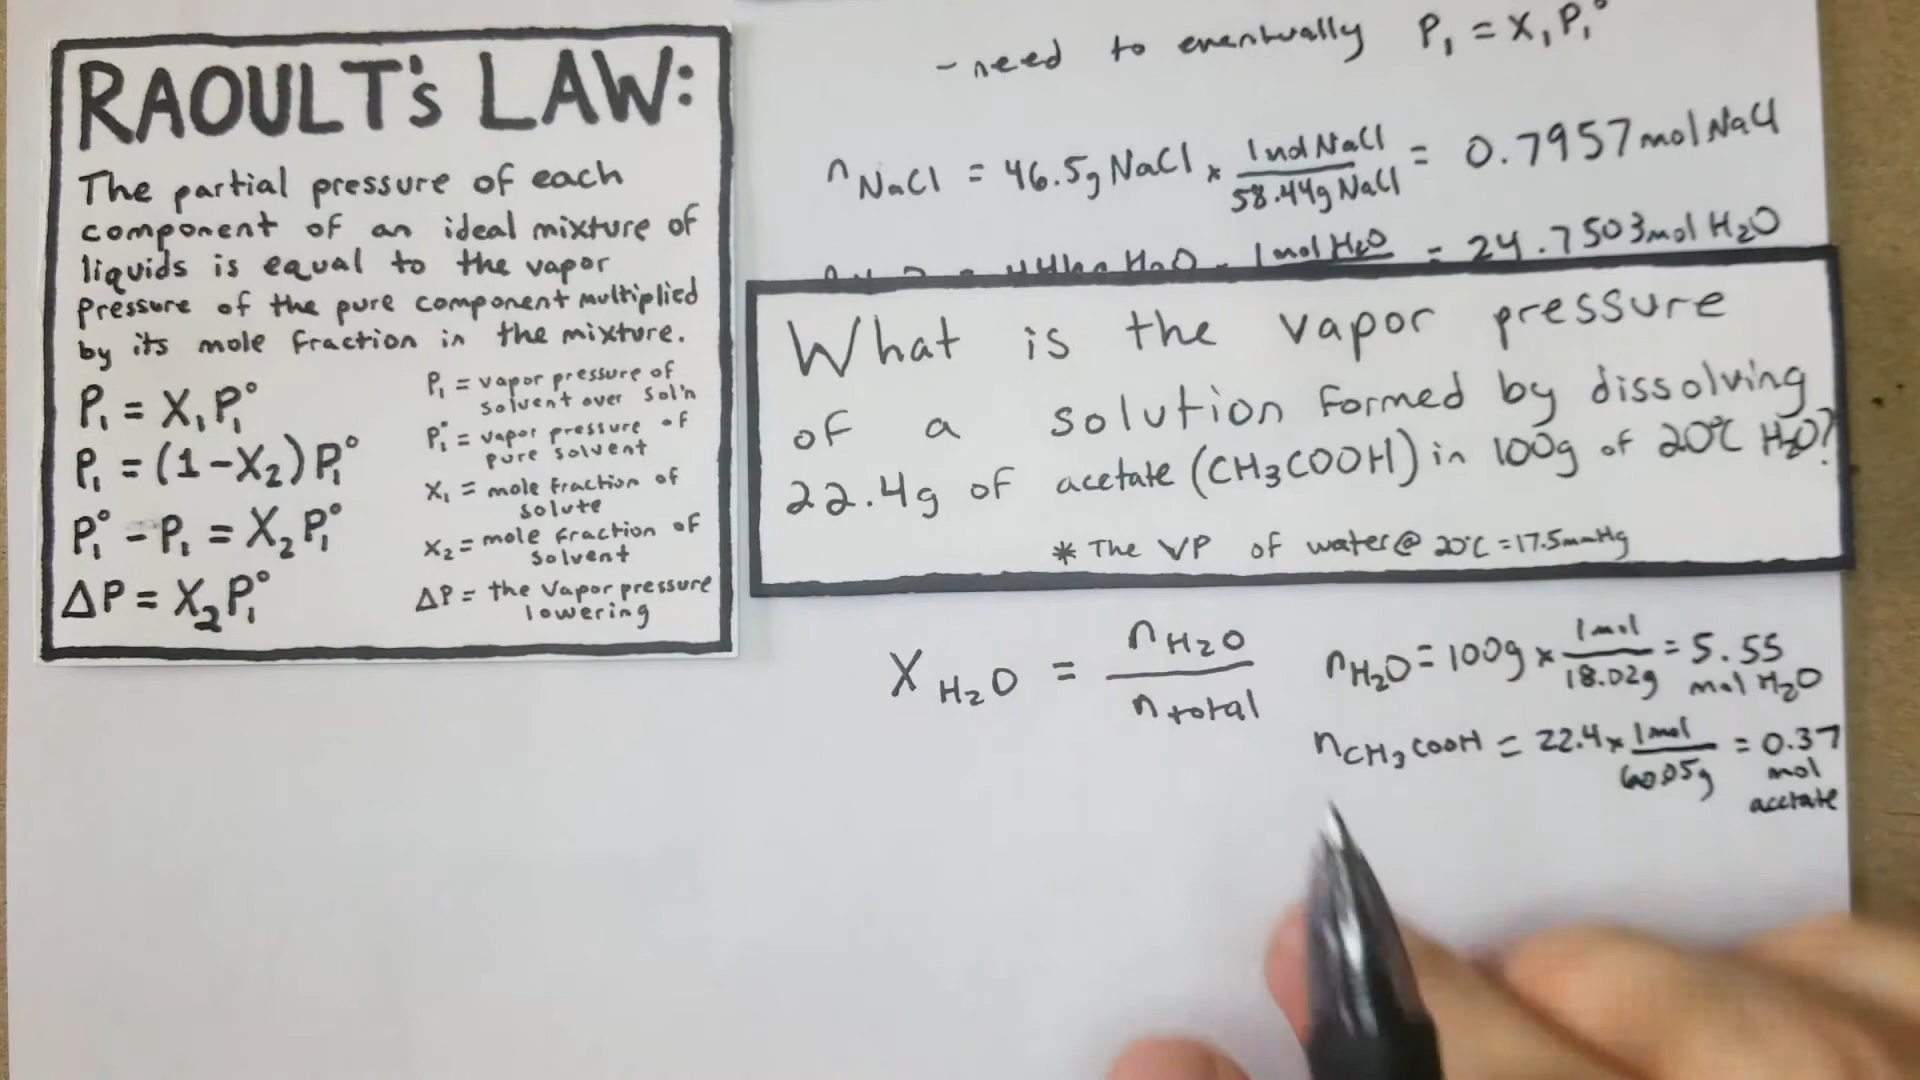 RAOULT's LAW:
The partial pressure of each
component of an ideal mixture of
liquids is equal to the vapor
Pressure of the pure component multiplied
by its mole fraction in the mixture.
P₁ = X₁P₁°
P₁ = (1-X₂)P₁°
P₁° - P₁ = X₂P₁°
ΔP = X₂P₁°
P₁ = vapor pressure of
solvent over sol'n
P₁° = vapor pressure of
pure solvent
X₁ = mole fraction of
solute
X₂ = mole fraction of
solvent
ΔP = the Vapor pressure
lowering
- need to eventually P₁ = X₁P₁°
nNaCl = 46.5g NaCl × 1mol NaCl / 58.44g NaCl = 0.7957mol NaCl
H₂O · 1mol H₂O = 24.7503mol H₂O
What is the vapor pressure
of a solution formed by dissolving
22.4g of acetate (CH₃COOH) in 100g of 20°C H₂O?
* The VP of water@ 20°C = 17.5mmHg
X H₂O = nH₂O / ntotal
nH₂O = 100g × 1mol / 18.02g = 5.55
mol H₂O
nCH₃COOH = 22.4 × 1mol / 60.05g = 0.37
mol
acetate